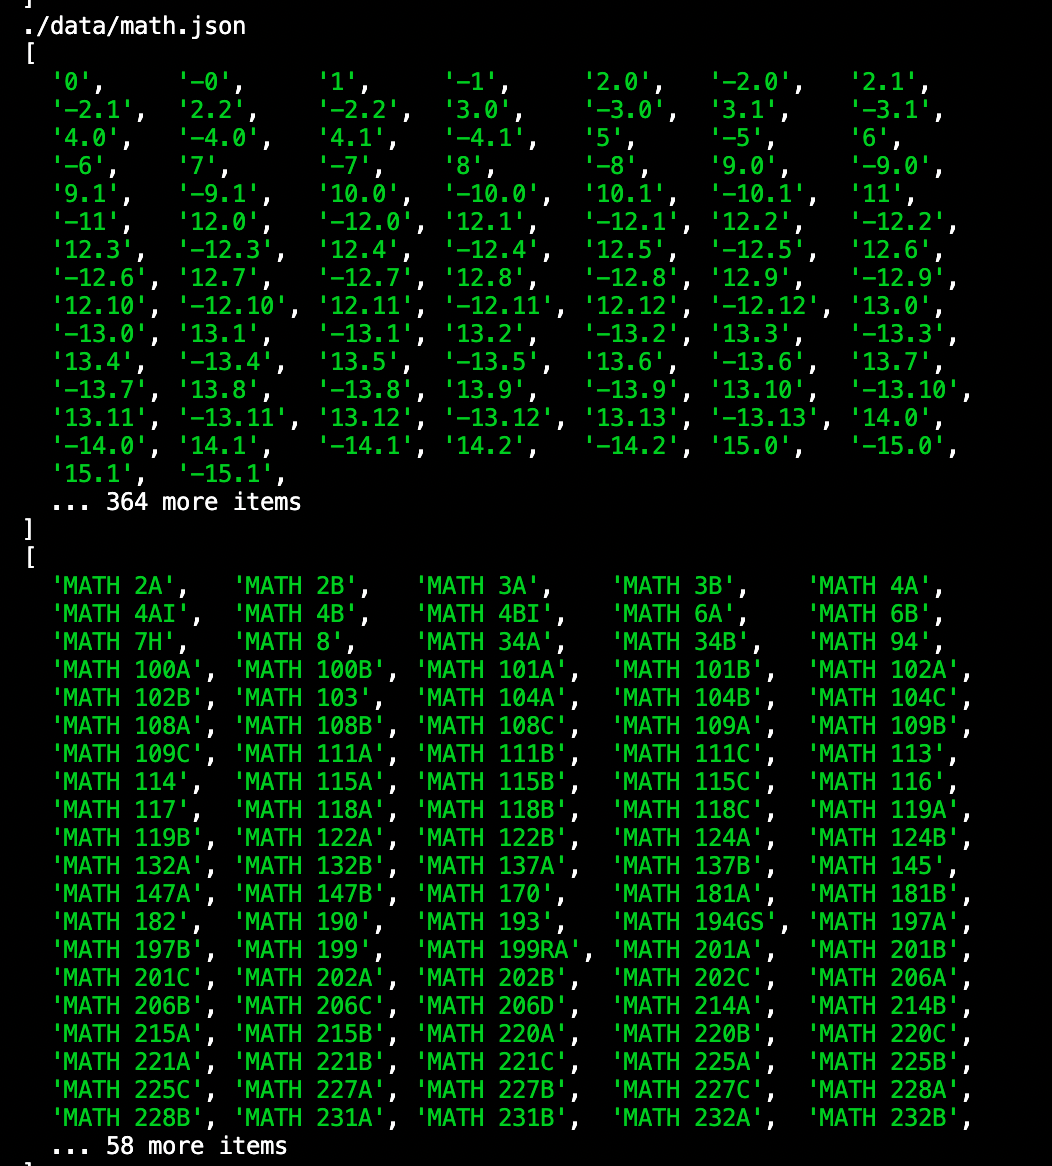 ]
./data/math.json
[
'0', '-0', '1', '-1', '2.0', '-2.0', '2.1',
'-2.1', '2.2', '-2.2', '3.0', '-3.0', '3.1', '-3.1',
'4.0', '-4.0', '4.1', '-4.1', '5', '-5', '6',
'-6', '7', '-7', '8', '-8', '9.0', '-9.0',
'9.1', '-9.1', '10.0', '-10.0', '10.1', '-10.1', '11',
'-11', '12.0', '-12.0', '12.1', '-12.1', '12.2', '-12.2',
'12.3', '-12.3', '12.4', '-12.4', '12.5', '-12.5', '12.6',
'-12.6', '12.7', '-12.7', '12.8', '-12.8', '12.9', '-12.9',
'12.10', '-12.10', '12.11', '-12.11', '12.12', '-12.12', '13.0',
'-13.0', '13.1', '-13.1', '13.2', '-13.2', '13.3', '-13.3',
'13.4', '-13.4', '13.5', '-13.5', '13.6', '-13.6', '13.7',
'-13.7', '13.8', '-13.8', '13.9', '-13.9', '13.10', '-13.10',
'13.11', '-13.11', '13.12', '-13.12', '13.13', '-13.13', '14.0',
'-14.0', '14.1', '-14.1', '14.2', '-14.2', '15.0', '-15.0',
'15.1', '-15.1',
... 364 more items
]
[
'MATH 2A', 'MATH 2B', 'MATH 3A', 'MATH 3B', 'MATH 4A',
'MATH 4AI', 'MATH 4B', 'MATH 4BI', 'MATH 6A', 'MATH 6B',
'MATH 7H', 'MATH 8', 'MATH 34A', 'MATH 34B', 'MATH 94',
'MATH 100A', 'MATH 100B', 'MATH 101A', 'MATH 101B', 'MATH 102A',
'MATH 102B', 'MATH 103', 'MATH 104A', 'MATH 104B', 'MATH 104C',
'MATH 108A', 'MATH 108B', 'MATH 108C', 'MATH 109A', 'MATH 109B',
'MATH 109C', 'MATH 111A', 'MATH 111B', 'MATH 111C', 'MATH 113',
'MATH 114', 'MATH 115A', 'MATH 115B', 'MATH 115C', 'MATH 116',
'MATH 117', 'MATH 118A', 'MATH 118B', 'MATH 118C', 'MATH 119A',
'MATH 119B', 'MATH 122A', 'MATH 122B', 'MATH 124A', 'MATH 124B',
'MATH 132A', 'MATH 132B', 'MATH 137A', 'MATH 137B', 'MATH 145',
'MATH 147A', 'MATH 147B', 'MATH 170', 'MATH 181A', 'MATH 181B',
'MATH 182', 'MATH 190', 'MATH 193', 'MATH 194GS', 'MATH 197A',
'MATH 197B', 'MATH 199', 'MATH 199RA', 'MATH 201A', 'MATH 201B',
'MATH 201C', 'MATH 202A', 'MATH 202B', 'MATH 202C', 'MATH 206A',
'MATH 206B', 'MATH 206C', 'MATH 206D', 'MATH 214A', 'MATH 214B',
'MATH 215A', 'MATH 215B', 'MATH 220A', 'MATH 220B', 'MATH 220C',
'MATH 221A', 'MATH 221B', 'MATH 221C', 'MATH 225A', 'MATH 225B',
'MATH 225C', 'MATH 227A', 'MATH 227B', 'MATH 227C', 'MATH 228A',
'MATH 228B', 'MATH 231A', 'MATH 231B', 'MATH 232A', 'MATH 232B',
... 58 more items
]